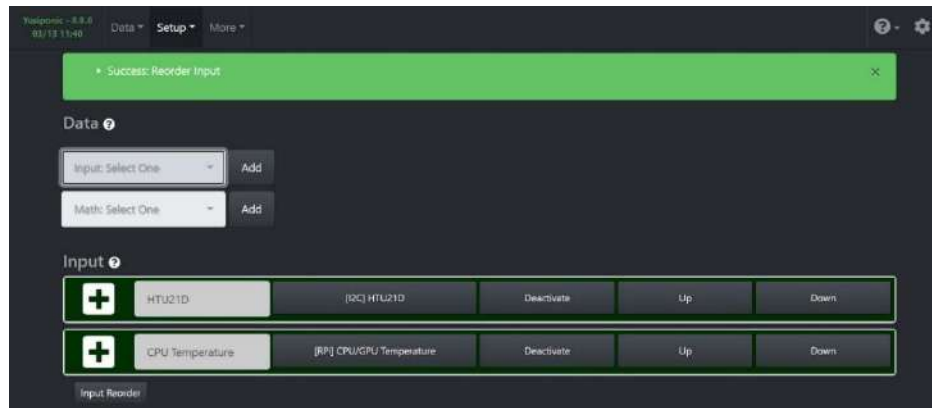 Yusiponic - 8.8.0
03/13 11:40
Data
Setup
More
Success: Reorder Input
Data
Input: Select One
Add
Math: Select One
Add
Input
HTU21D
[I2C] HTU21D
Deactivate
Up
Down
CPU Temperature
[RPi] CPU/GPU Temperature
Deactivate
Up
Down
Input Reorder